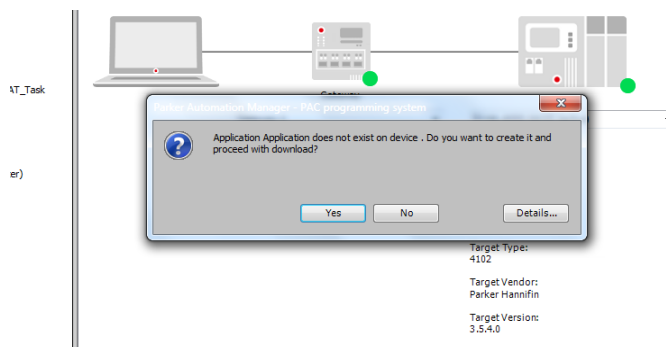 AT_Task
Gateway
Parker Automation Manager - PAC programming system
x
Application Application does not exist on device . Do you want to create it and
proceed with download?
Yes
No
Details...
er)
Target Type:
4102
Target Vendor:
Parker Hannifin
Target Version:
3.5.4.0